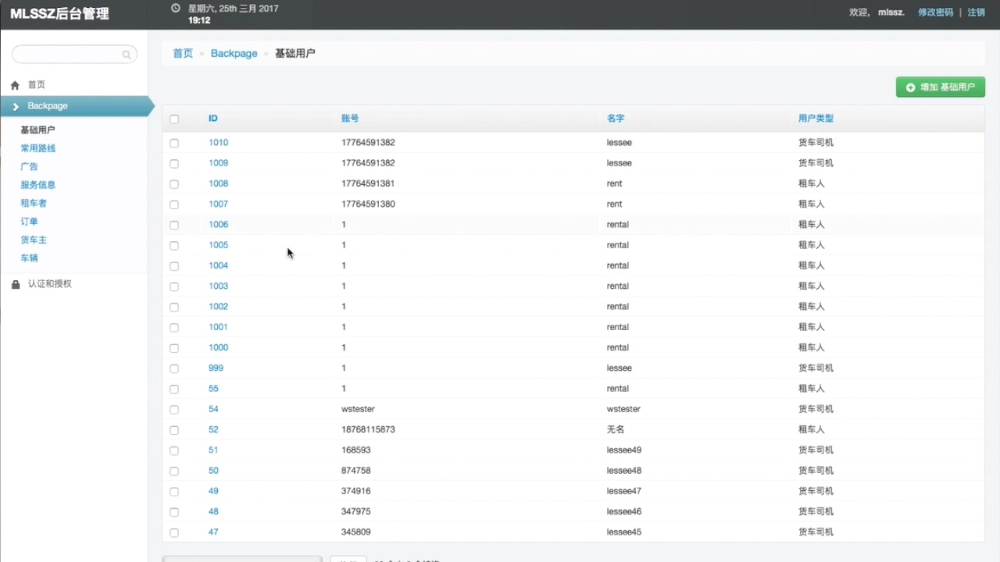 MLSSZ后台管理
星期六, 25th 三月 2017
19:12
欢迎, mlssz. 修改密码 | 注销
首页
Backpage
基础用户
常用路线
广告
服务信息
租车者
订单
货车主
车辆
认证和授权
首页 » Backpage » 基础用户
增加 基础用户
ID 账号 名字 用户类型
1010 17764591382 lessee 货车司机
1009 17764591382 lessee 货车司机
1008 17764591381 rent 租车人
1007 17764591380 rent 租车人
1006 1 rental 租车人
1005 1 rental 租车人
1004 1 rental 租车人
1003 1 rental 租车人
1002 1 rental 租车人
1001 1 rental 租车人
1000 1 rental 租车人
999 1 lessee 货车司机
55 1 rental 租车人
54 wstester wstester 货车司机
52 18768115873 无名 租车人
51 168593 lessee49 货车司机
50 874758 lessee48 货车司机
49 374916 lessee47 货车司机
48 347975 lessee46 货车司机
47 345809 lessee45 货车司机